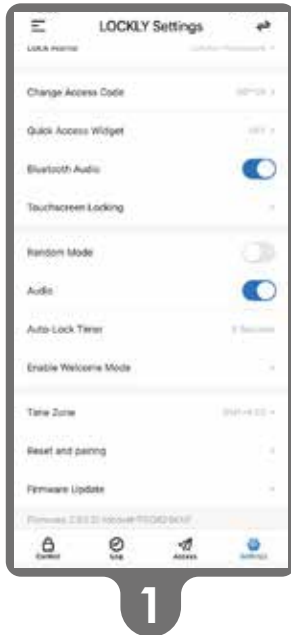 LOCKLY Settings
Change Access Code
Quick Access Widget OFF
Bluetooth Audio
Touchscreen Locking
Random Mode
Audio
Auto-Lock Timer
Enable Welcome Mode
Time Zone
Reset and pairing
Firmware Update
Control Log Access Settings
1